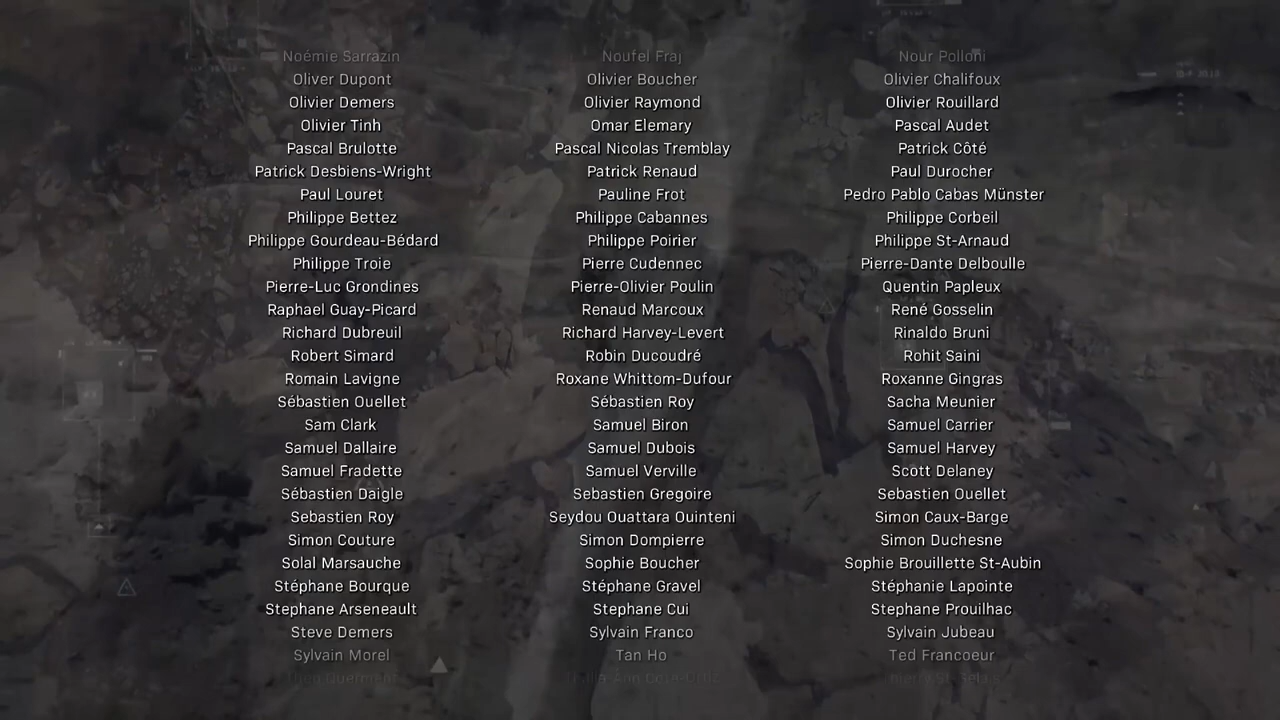 Noémie Sarrazin Noufel Fraj Nour Polloni
Oliver Dupont Olivier Boucher Olivier Chalifoux
Olivier Demers Olivier Raymond Olivier Rouillard
Olivier Tinh Omar Elemary Pascal Audet
Pascal Brulotte Pascal Nicolas Tremblay Patrick Côté
Patrick Desbiens-Wright Patrick Renaud Paul Durocher
Paul Louret Pauline Frot Pedro Pablo Cabas Münster
Philippe Bettez Philippe Cabannes Philippe Corbeil
Philippe Gourdeau-Bédard Philippe Poirier Philippe St-Arnaud
Philippe Troie Pierre Cudennec Pierre-Dante Delboulle
Pierre-Luc Grondines Pierre-Olivier Poulin Quentin Papleux
Raphael Guay-Picard Renaud Marcoux René Gosselin
Richard Dubreuil Richard Harvey-Levert Rinaldo Bruni
Robert Simard Robin Ducoudré Rohit Saini
Romain Lavigne Roxane Whittom-Dufour Roxanne Gingras
Sébastien Ouellet Sébastien Roy Sacha Meunier
Sam Clark Samuel Biron Samuel Carrier
Samuel Dallaire Samuel Dubois Samuel Harvey
Samuel Fradette Samuel Verville Scott Delaney
Sébastien Daigle Sebastien Gregoire Sebastien Ouellet
Sebastien Roy Seydou Ouattara Ouinteni Simon Caux-Barge
Simon Couture Simon Dompierre Simon Duchesne
Solal Marsauche Sophie Boucher Sophie Brouillette St-Aubin
Stéphane Bourque Stéphane Gravel Stéphanie Lapointe
Stephane Arseneault Stephane Cui Stephane Prouilhac
Steve Demers Sylvain Franco Sylvain Jubeau
Sylvain Morel Tan Ho Ted Francoeur